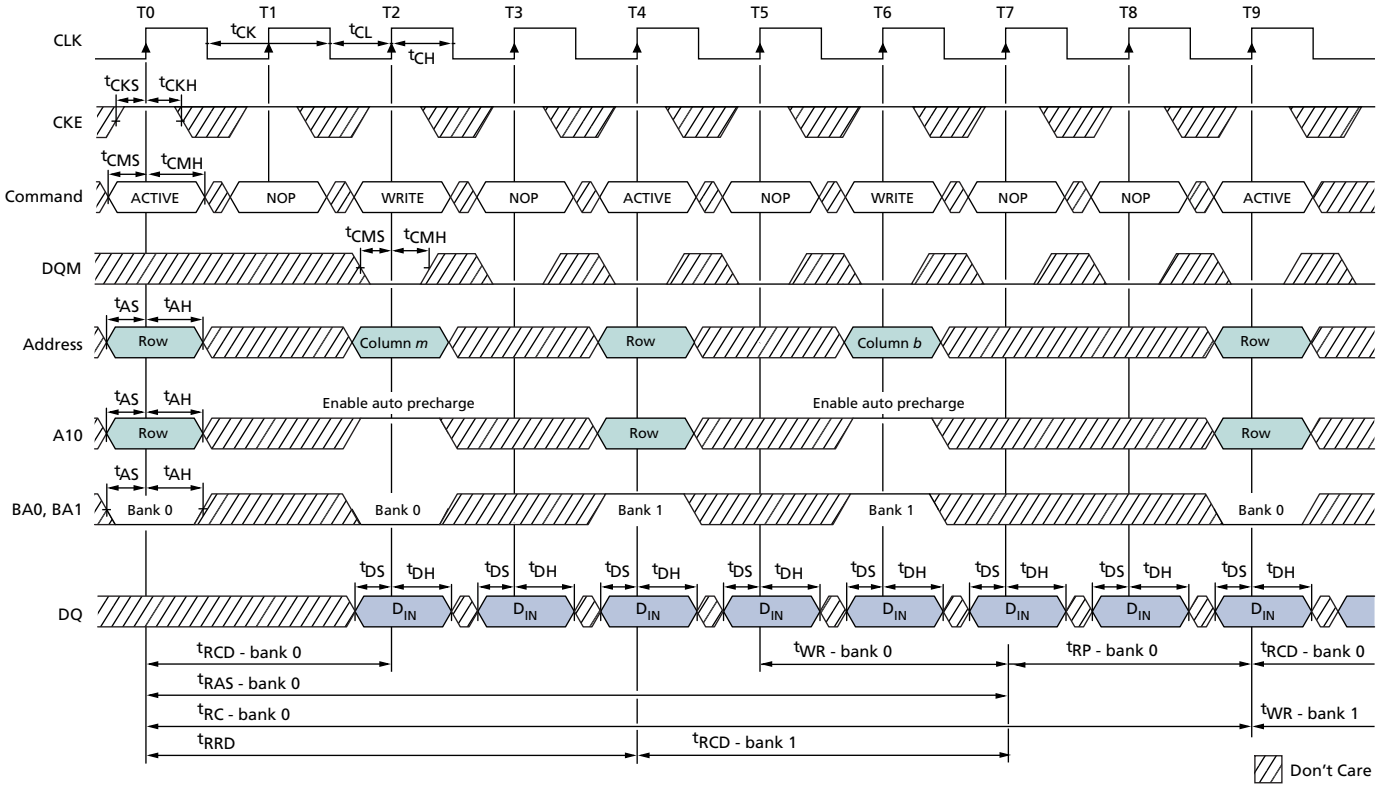 T0 T1 T2 T3 T4 T5 T6 T7 T8 T9
CLK
tCK tCL
tCH
tCKS tCKH
CKE
tCMS tCMH
Command ACTIVE NOP WRITE NOP ACTIVE NOP WRITE NOP NOP ACTIVE
tCMS tCMH
DQM
tAS tAH
Address Row Column m Row Column b Row
tAS tAH
Enable auto precharge Enable auto precharge
A10 Row Row Row
tAS tAH
BA0, BA1 Bank 0 Bank 0 Bank 1 Bank 1 Bank 0
tDS tDH tDS tDH tDS tDH tDS tDH tDS tDH tDS tDH tDS tDH tDS tDH
DQ DIN DIN DIN DIN DIN DIN DIN DIN
tRCD - bank 0 tWR - bank 0 tRP - bank 0 tRCD - bank 0
tRAS - bank 0
tRC - bank 0 tWR - bank 1
tRRD tRCD - bank 1
Don't Care